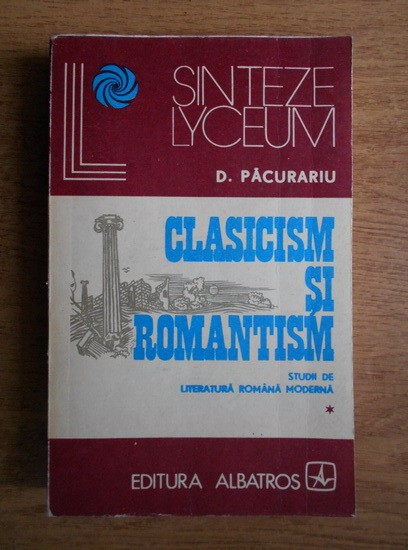 SINTEZE
LYCEUM
D. PĂCURARIU
CLASICISM
ȘI
ROMANTISM
STUDII DE
LITERATURĂ ROMÂNĂ MODERNĂ
*
EDITURA ALBATROS